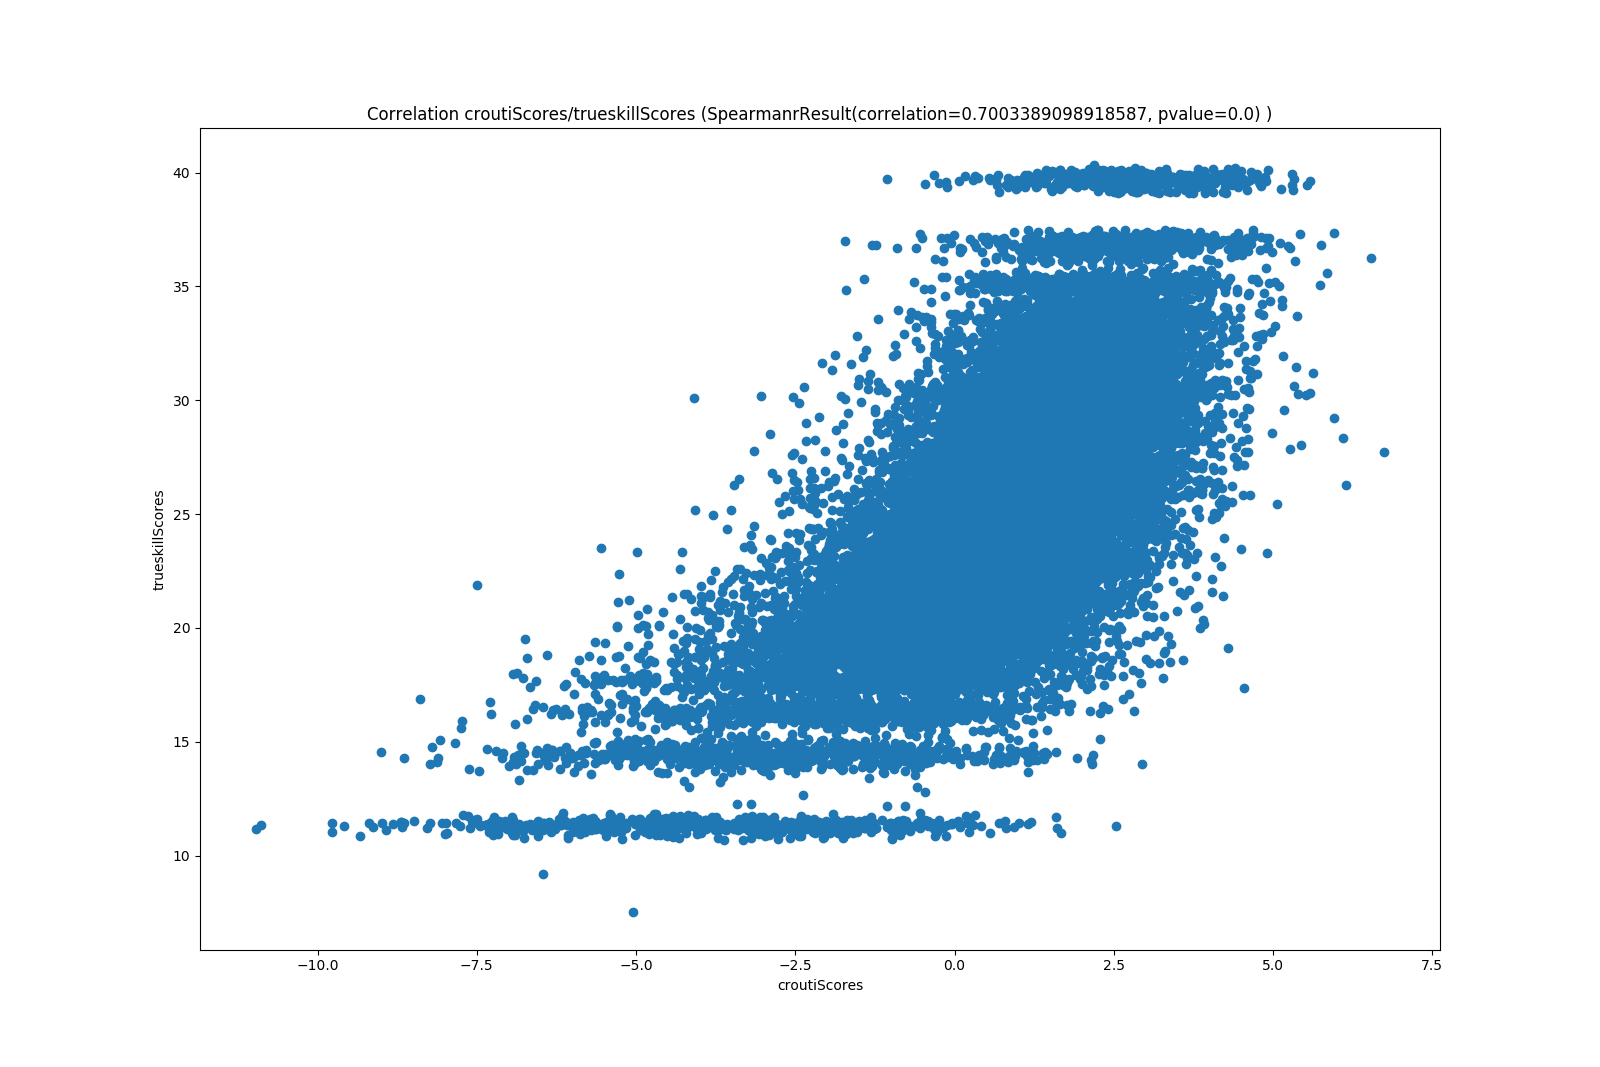 Correlation croutiScores/trueskillScores (SpearmanrResult(correlation=0.7003389098918587, pvalue=0.0) )
40
35
30
25
20
15
10
trueskillScores
−10.0 −7.5 −5.0 −2.5 0.0 2.5 5.0 7.5
croutiScores